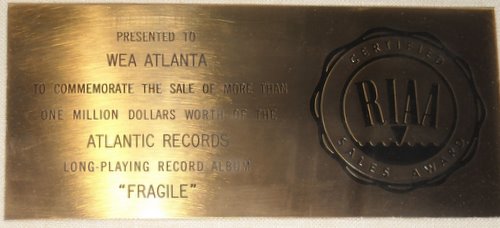 PRESENTED TO
WEA ATLANTA
TO COMMEMORATE THE SALE OF MORE THAN
ONE MILLION DOLLARS WORTH OF THE
ATLANTIC RECORDS
LONG-PLAYING RECORD ALBUM
"FRAGILE"
CERTIFIED
RIAA
SALES AWARD